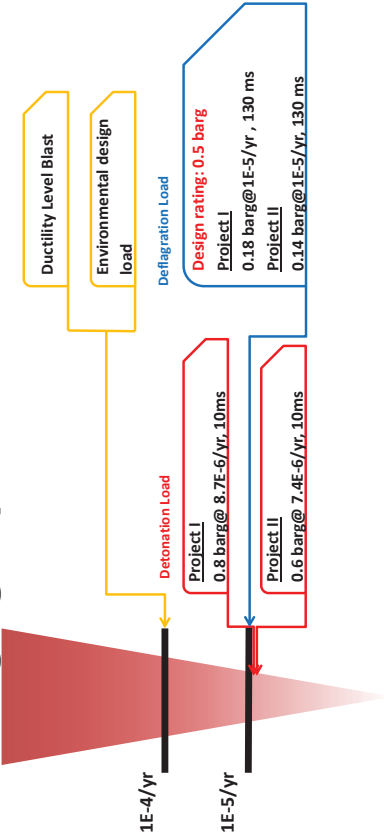 Ductility Level Blast
Environmental design
load
Deflagration Load
Design rating: 0.5 barg
Project I
0.18 barg@1E-5/yr , 130 ms
Project II
0.14 barg@1E-5/yr, 130 ms
Detonation Load
Project I
0.8 barg@ 8.7E-6/yr, 10ms
Project II
0.6 barg@ 7.4E-6/yr, 10ms
1E-4/yr
1E-5/yr